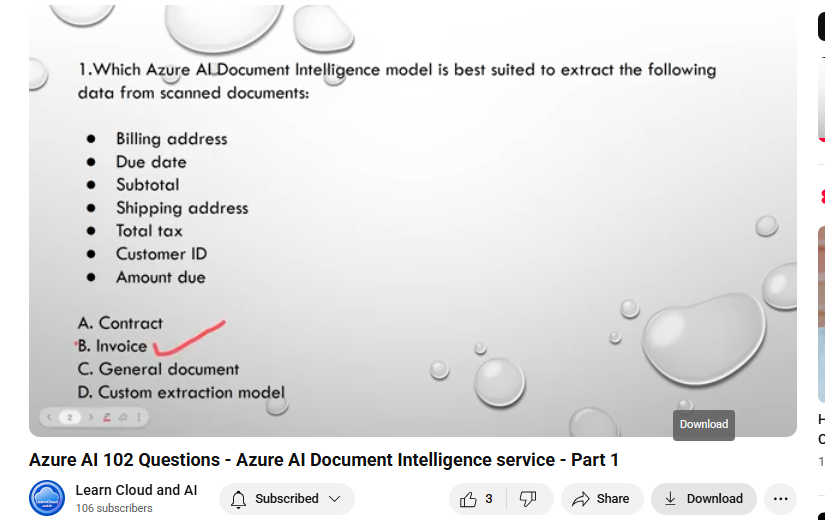 1.Which Azure AI Document Intelligence model is best suited to extract the following
data from scanned documents:
● Billing address
● Due date
● Subtotal
● Shipping address
● Total tax
● Customer ID
● Amount due
A. Contract
B. Invoice
C. General document
D. Custom extraction model
2
Download
Azure AI 102 Questions - Azure AI Document Intelligence service - Part 1
Learn Cloud and AI
106 subscribers
Subscribed
3
Share
Download